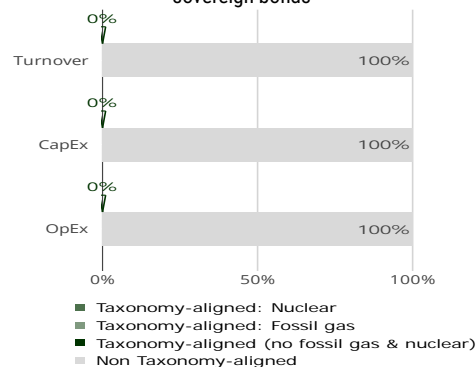 sovereign bonds
0%
Turnover 100%
0%
CapEx 100%
0%
OpEx 100%
0% 50% 100%
Taxonomy-aligned: Nuclear
Taxonomy-aligned: Fossil gas
Taxonomy-aligned (no fossil gas & nuclear)
Non Taxonomy-aligned